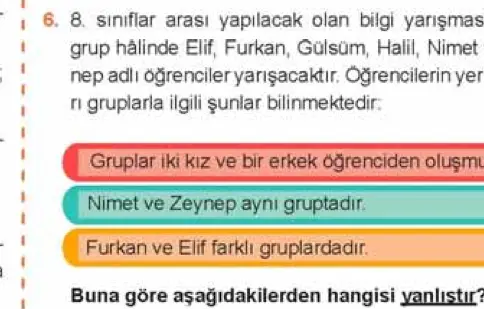 6. 8. sınıflar arası yapılacak olan bilgi yarışmas
grup hâlinde Elif, Furkan, Gülsüm, Halil, Nimet
nep adlı öğrenciler yarışacaktır. Öğrencilerin yer
rı gruplarla ilgili şunlar bilinmektedir:
Gruplar iki kız ve bir erkek öğrenciden oluşmu
Nimet ve Zeynep aynı gruptadır.
Furkan ve Elif farklı gruplardadır.
Buna göre aşağıdakilerden hangisi yanlıştır?